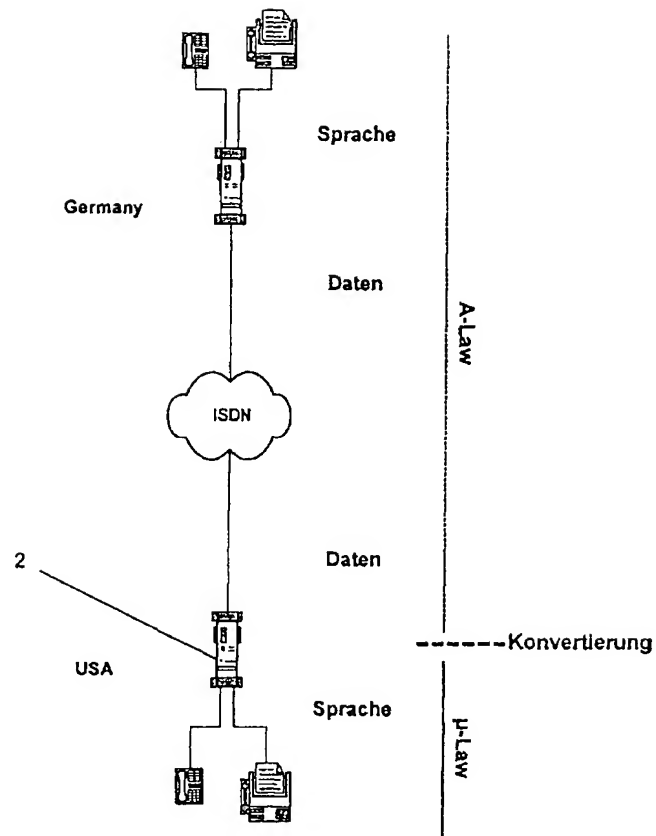 Sprache
Germany
Daten
A-Law
ISDN
2
Daten
Konvertierung
USA
Sprache
µ-Law